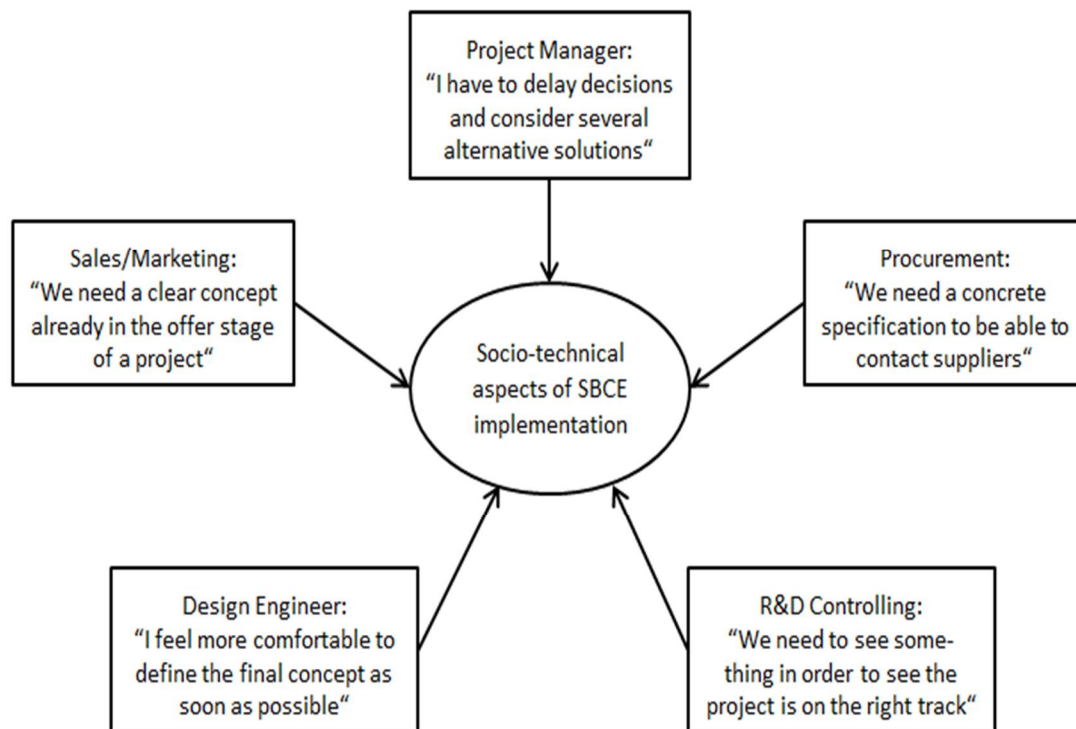 Project Manager:
“I have to delay decisions
and consider several
alternative solutions“
Sales/Marketing:
“We need a clear concept
already in the offer stage
of a project“
Procurement:
“We need a concrete
specification to be able to
contact suppliers“
Socio-technical
aspects of SBCE
implementation
Design Engineer:
“I feel more comfortable to
define the final concept as
soon as possible“
R&D Controlling:
“We need to see some-
thing in order to see the
project is on the right track“